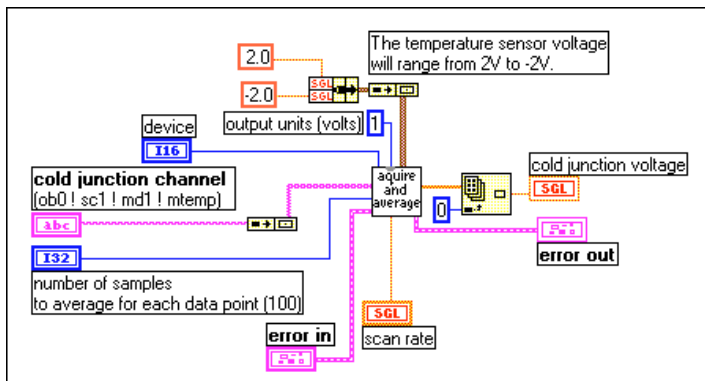 2.0
-2.0
SGL
SGL
The temperature sensor voltage
will range from 2V to -2V.
output units (volts)
1
device
I16
cold junction channel
(ob0 ! sc1 ! md1 ! mtemp)
abc
I32
number of samples
to average for each data point (100)
aquire
and
average
0
cold junction voltage
SGL
error out
SGL
scan rate
error in